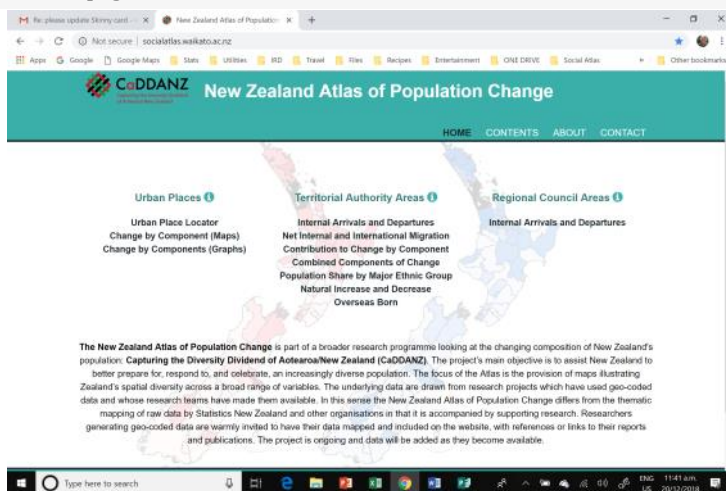 Re: please update Skinny card -
New Zealand Atlas of Populatio
Not secure | socialatlas.waikato.ac.nz
Apps Google Google Maps Stats Utilities IRD Travel Files Recipes Entertainment ONE DRIVE Social Atlas Other bookmarks
CaDDANZ
New Zealand Atlas of Population Change
HOME CONTENTS ABOUT CONTACT
Urban Places
Urban Place Locator
Change by Component (Maps)
Change by Components (Graphs)
Territorial Authority Areas
Internal Arrivals and Departures
Net Internal and International Migration
Contribution to Change by Component
Combined Components of Change
Population Share by Major Ethnic Group
Natural Increase and Decrease
Overseas Born
Regional Council Areas
Internal Arrivals and Departures
The New Zealand Atlas of Population Change is part of a broader research programme looking at the changing composition of New Zealand's
population: Capturing the Diversity Dividend of Aotearoa/New Zealand (CaDDANZ). The project's main objective is to assist New Zealand to
better prepare for, respond to, and celebrate, an increasingly diverse population. The focus of the Atlas is the provision of maps illustrating
Zealand's spatial diversity across a broad range of variables. The underlying data are drawn from research projects which have used geo-coded
data and whose research teams have made them available. In this sense the New Zealand Atlas of Population Change differs from the thematic
mapping of raw data by Statistics New Zealand and other organisations in that it is accompanied by supporting research. Researchers
generating geo-coded data are warmly invited to have their data mapped and included on the website, with references or links to their reports
and publications. The project is ongoing and data will be added as they become available.
Type here to search
ENG
US
11:41 a.m.
20/12/2018